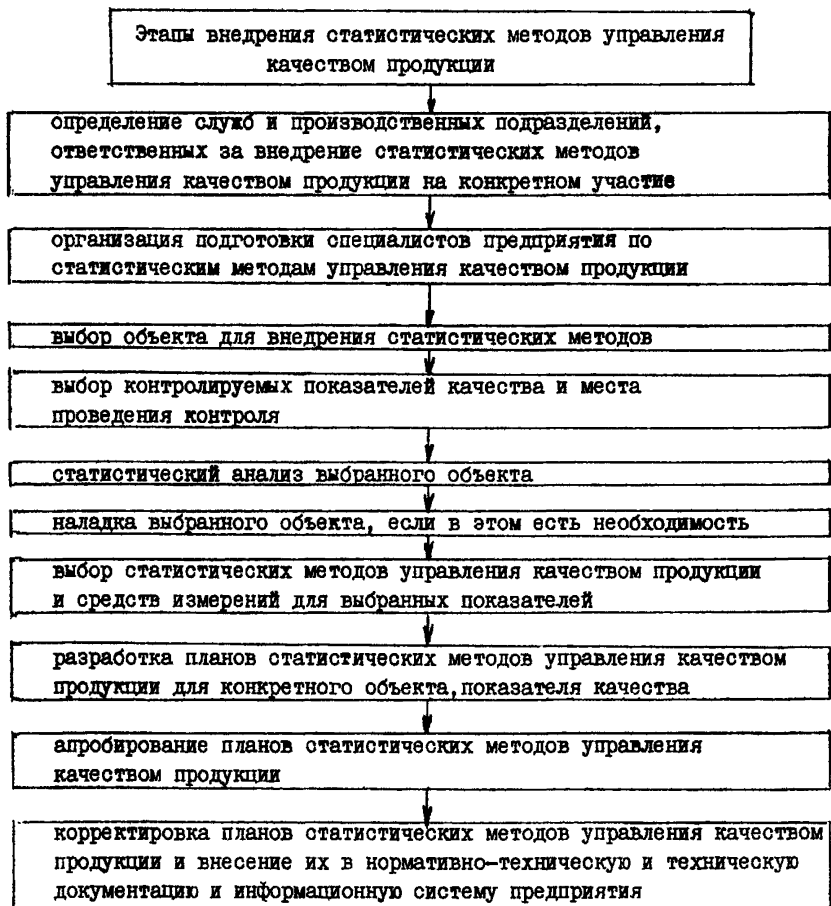 Этапы внедрения статистических методов управления
качеством продукции
определение служб и производственных подразделений,
ответственных за внедрение статистических методов
управления качеством продукции на конкретном участие
организация подготовки специалистов предприятия по
статистическим методам управления качеством продукции
выбор объекта для внедрения статистических методов
выбор контролируемых показателей качества и места
проведения контроля
статистический анализ выбранного объекта
наладка выбранного объекта, если в этом есть необходимость
выбор статистических методов управления качеством продукции
и средств измерений для выбранных показателей
разработка планов статистических методов управления качеством
продукции для конкретного объекта,показателя качества
апробирование планов статистических методов управления
качеством продукции
корректировка планов статистических методов управления качеством
продукции и внесение их в нормативно-техническую и техническую
документацию и информационную систему предприятия